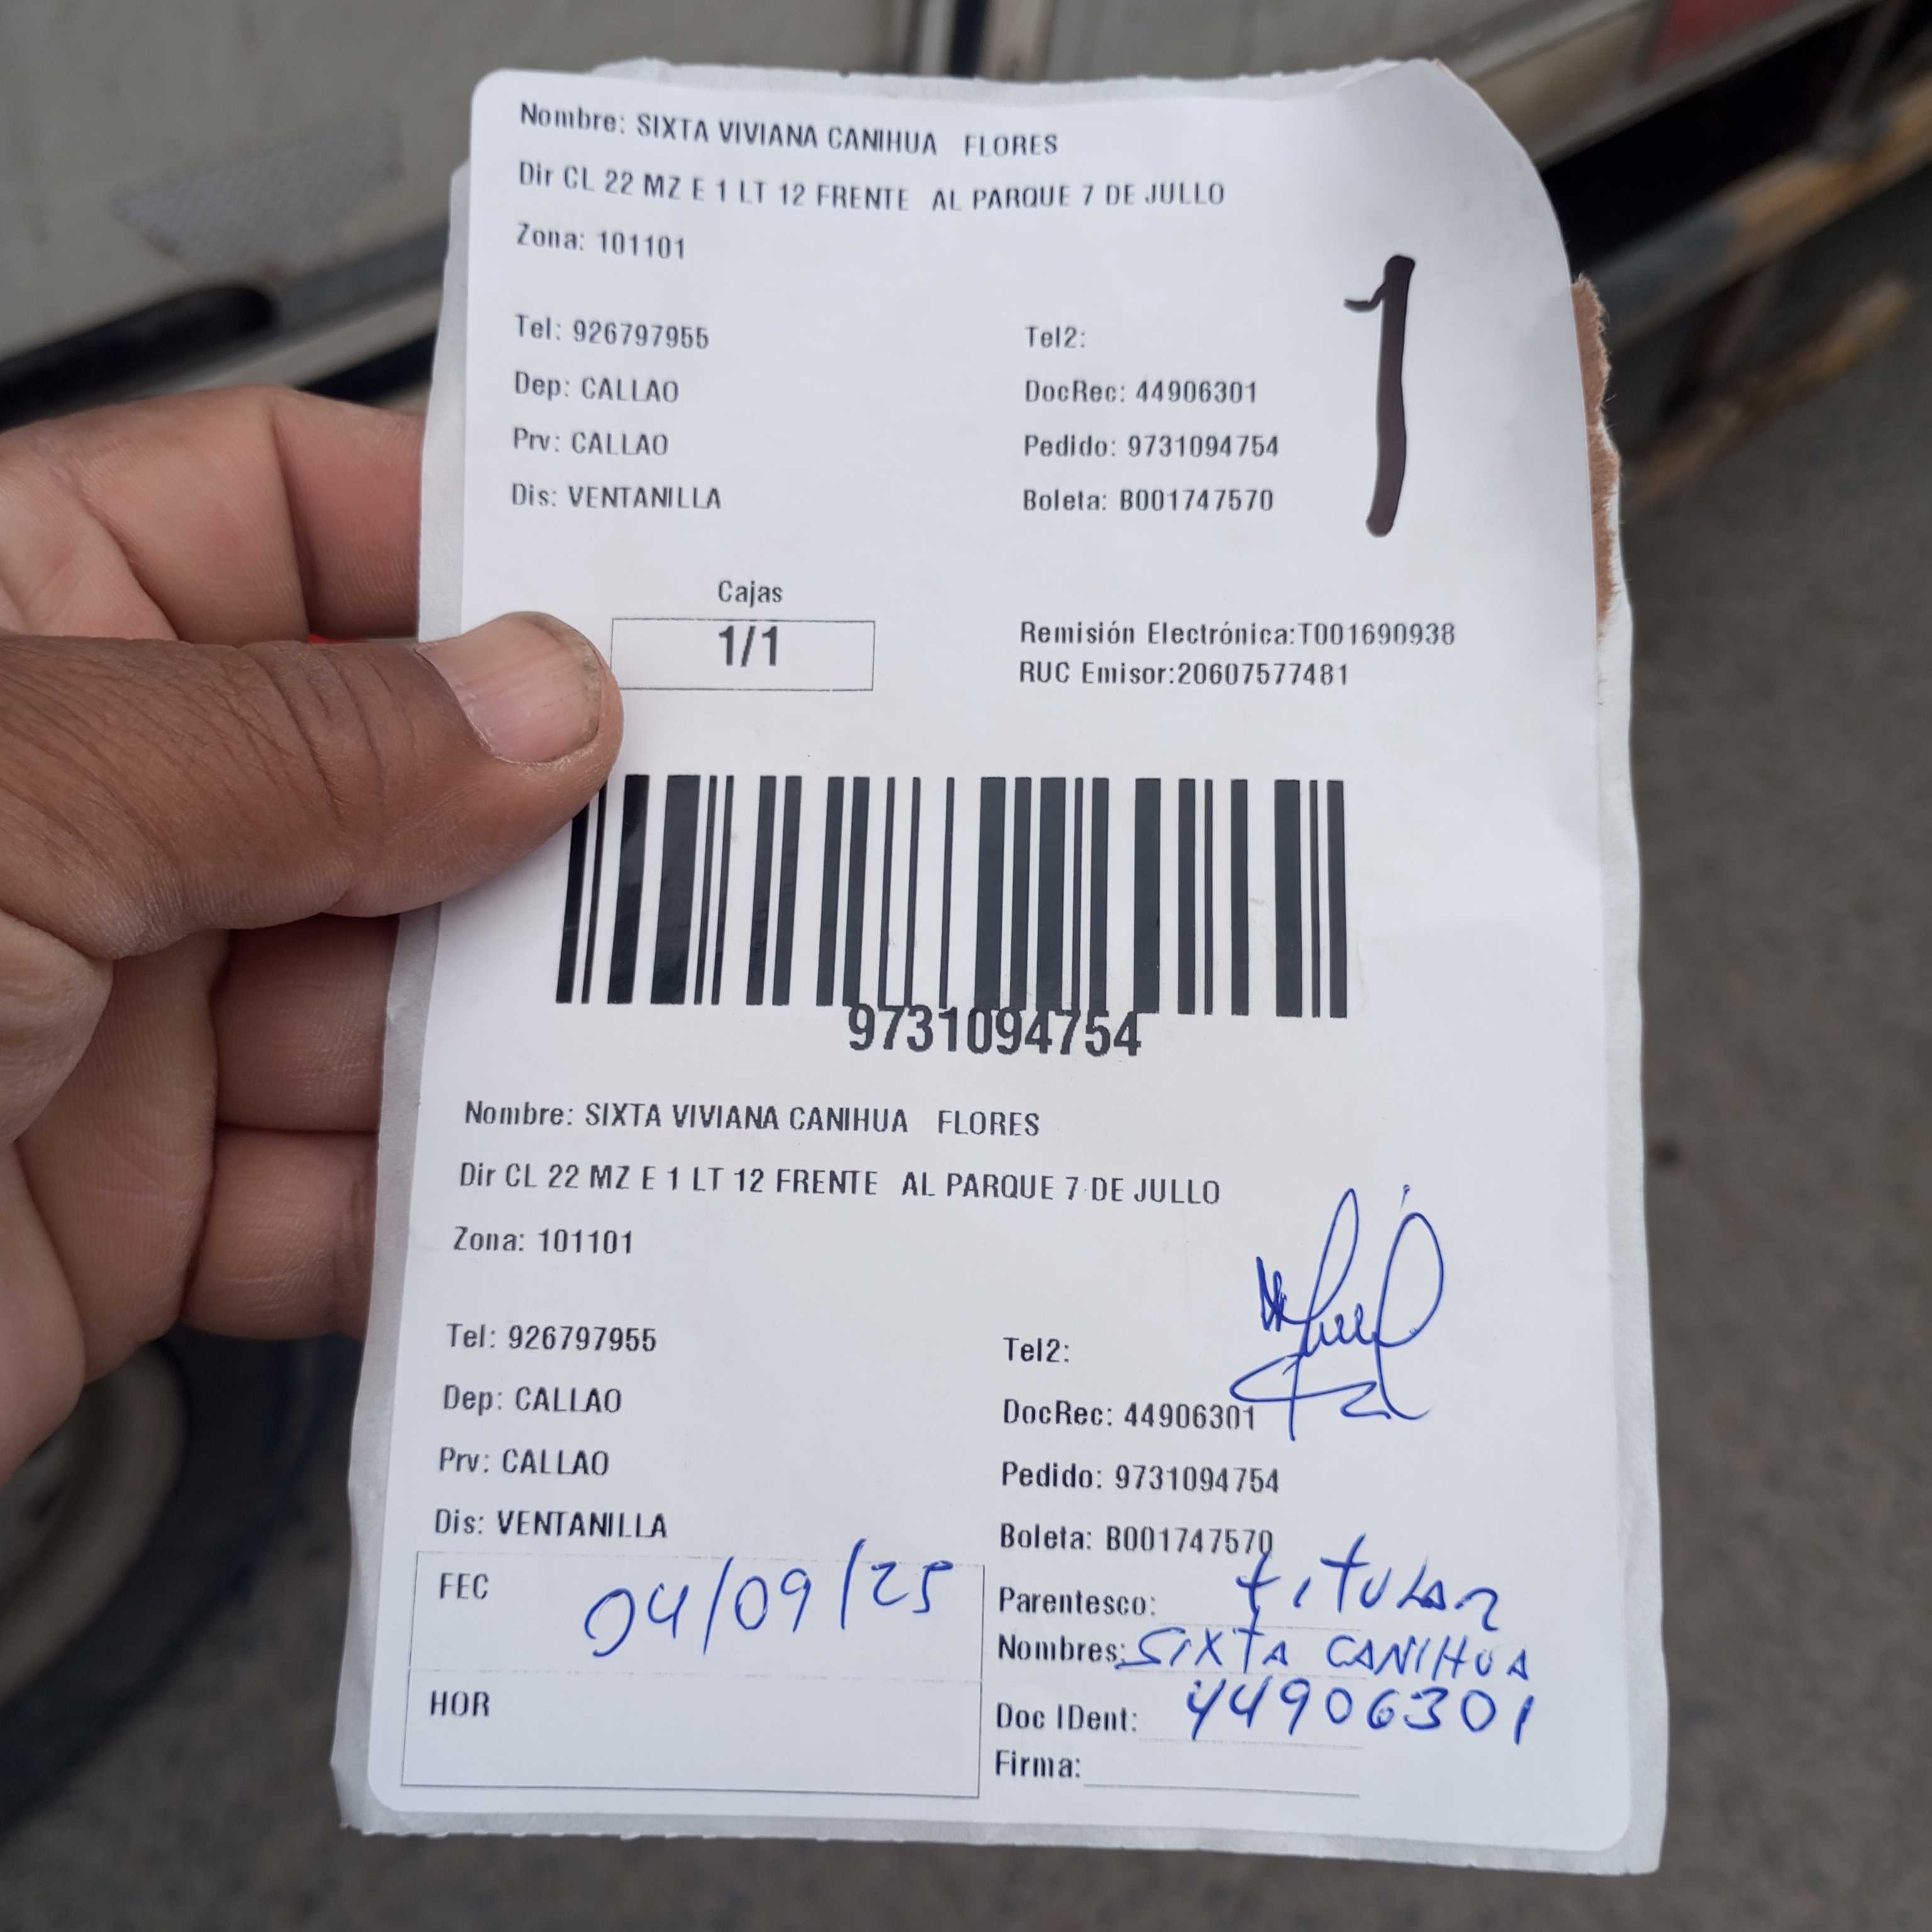 Nombre: SIXTA VIVIANA CANIHUA FLORES
Dir CL 22 MZ E 1 LT 12 FRENTE AL PARQUE 7 DE JULLO
Zona: 101101
1
Tel: 926797955 Tel2:
Dep: CALLAO DocRec: 44906301
Prv: CALLAO Pedido: 9731094754
Dis: VENTANILLA Boleta: B001747570
Cajas
1/1
Remisión Electrónica:T001690938
RUC Emisor:20607577481
9731094754
Nombre: SIXTA VIVIANA CANIHUA FLORES
Dir CL 22 MZ E 1 LT 12 FRENTE AL PARQUE 7 DE JULLO
Zona: 101101
Tel: 926797955 Tel2:
Dep: CALLAO DocRec: 44906301
Prv: CALLAO Pedido: 9731094754
Dis: VENTANILLA Boleta: B001747570
FEC 04/09/25
HOR
Parentesco: titular
Nombres: SIXTA CANIHUA
Doc IDent: 44906301
Firma: